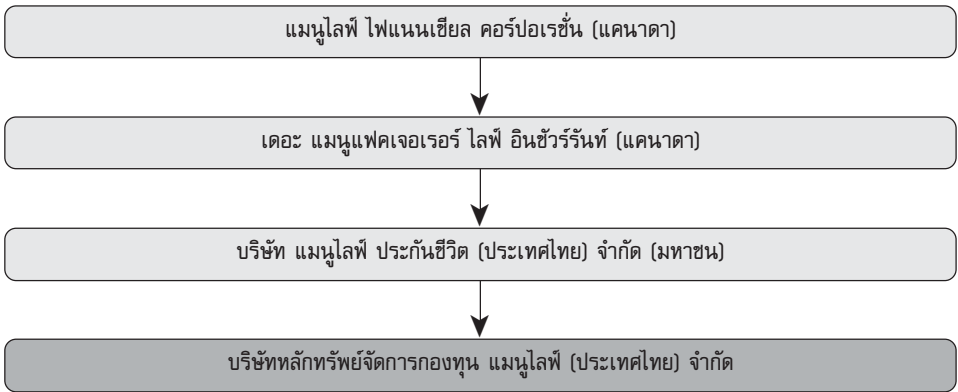 แมนูไลฟ์ ไฟแนนเชียล คอร์ปอเรชั่น (แคนาดา)
เดอะ แมนูแฟคเจอเรอร์ ไลฟ์ อินชัวร์รันท์ (แคนาดา)
บริษัท แมนูไลฟ์ ประกันชีวิต (ประเทศไทย) จำกัด (มหาชน)
บริษัทหลักทรัพย์จัดการกองทุน แมนูไลฟ์ (ประเทศไทย) จำกัด